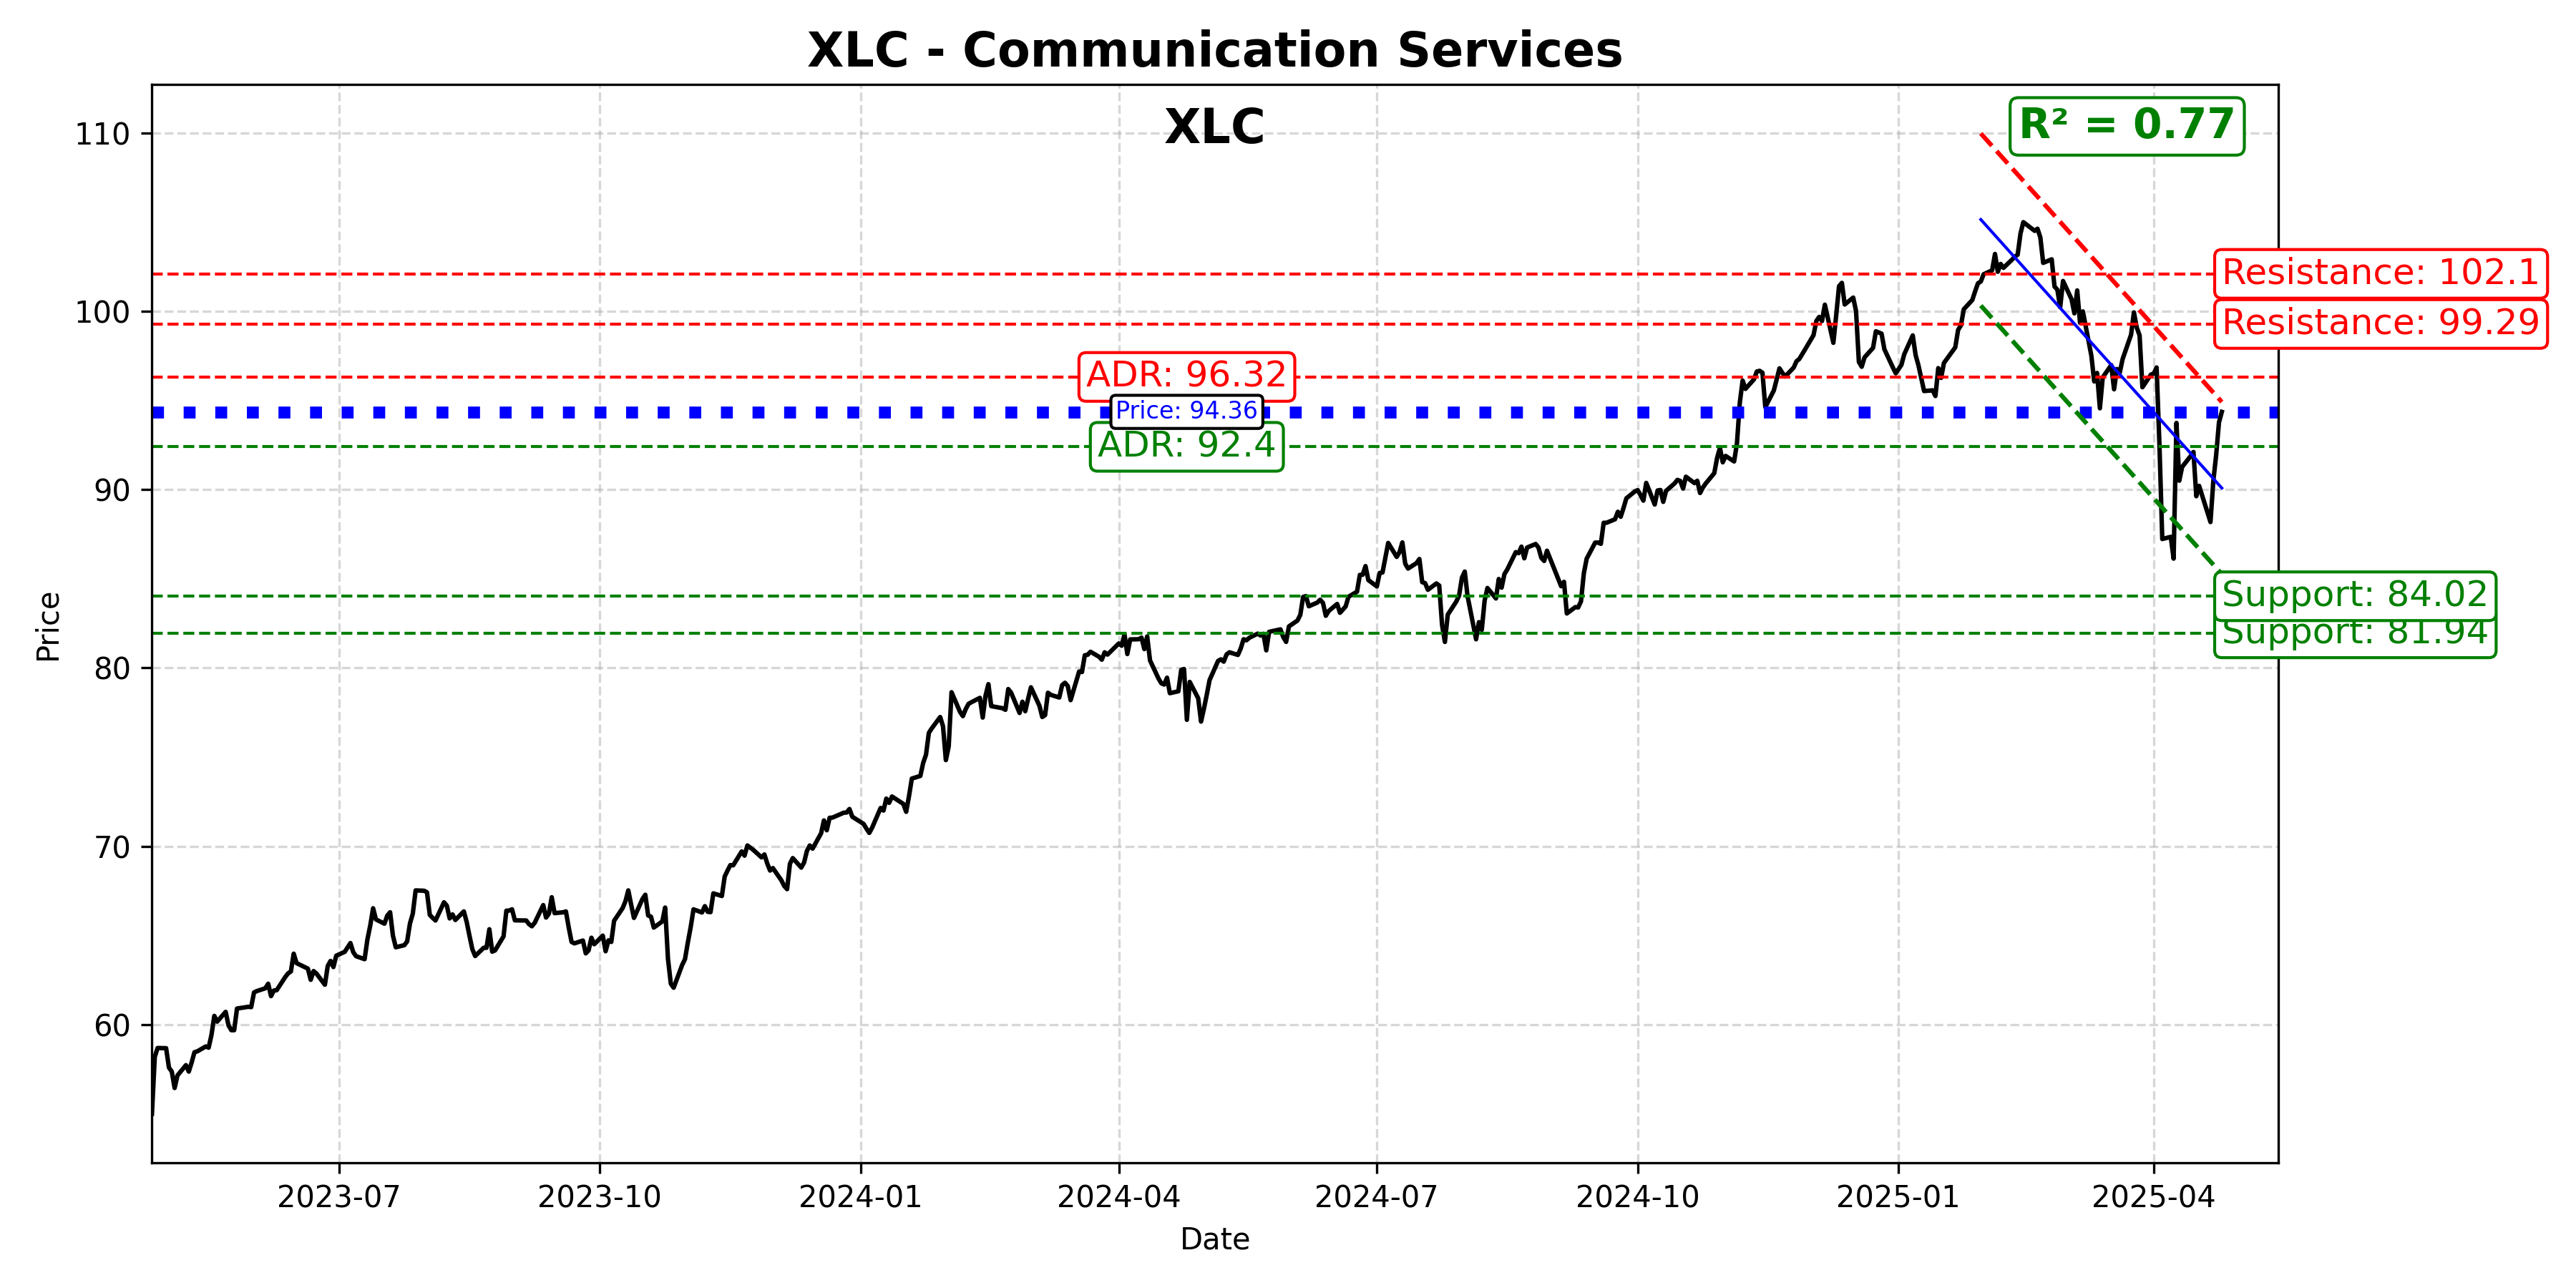 XLC - Communication Services
XLC
R² = 0.77
110
100
90
80
70
60
Price
Resistance: 102.1
Resistance: 99.29
ADR: 96.32
Price: 94.36
ADR: 92.4
Support: 84.02
Support: 81.94
2023-07
2023-10
2024-01
2024-04
2024-07
2024-10
2025-01
2025-04
Date